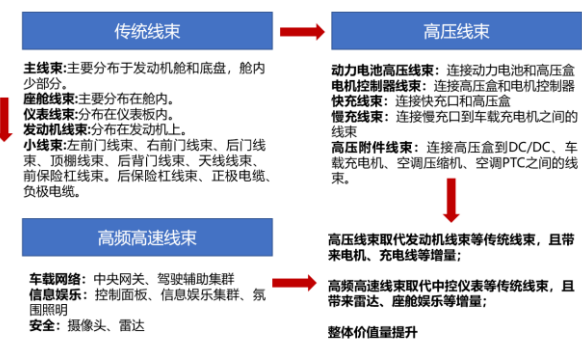 传统线束
主线束:主要分布于发动机舱和底盘，舱内
少部分。
座舱线束:主要分布在舱内。
仪表线束:分布在仪表板内。
发动机线束:分布在发动机上。
小线束:左前门线束、右前门线束、后门线
束、顶棚线束、后背门线束、天线线束、
前保险杠线束。后保险杠线束、正极电缆、
负极电缆。
高压线束
动力电池高压线束：连接动力电池和高压盒
电机控制器线束：连接高压盒和电机控制器
快充线束：连接快充口和高压盒
慢充线束：连接慢充口到车载充电机之间的
线束
高压附件线束：连接高压盒到DC/DC、车
载充电机、空调压缩机、空调PTC之间的线
束。
高频高速线束
车载网络：中央网关、驾驶辅助集群
信息娱乐：控制面板、信息娱乐集群、氛
围照明
安全：摄像头、雷达
高压线束取代发动机线束等传统线束，且带
来电机、充电线等增量；
高频高速线束取代中控仪表等传统线束，且
带来雷达、座舱娱乐等增量；
整体价值量提升